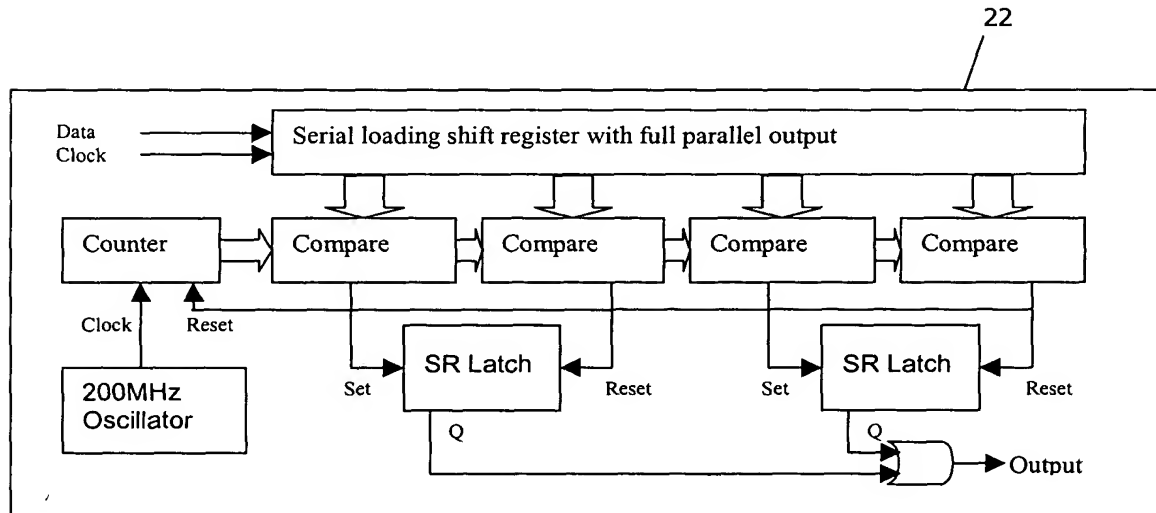 22
Data
Clock
Serial loading shift register with full parallel output
Counter
Compare
Compare
Compare
Compare
Clock
Reset
200MHz
Oscillator
Set
SR Latch
Reset
Set
SR Latch
Reset
Q
Q
Output